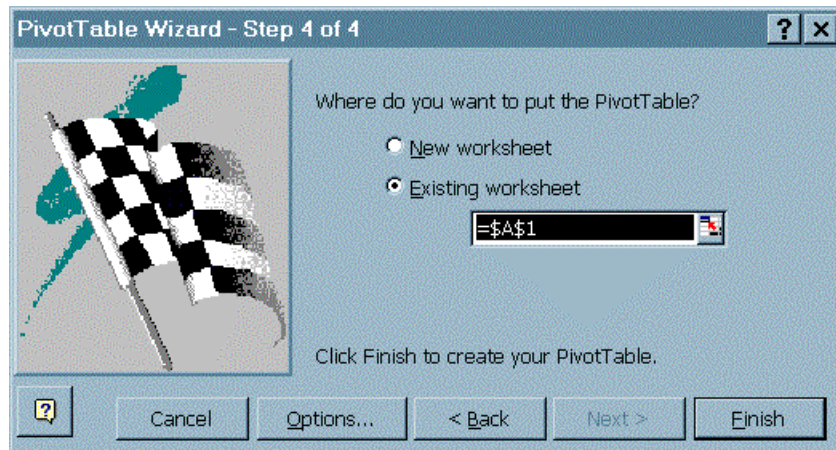 PivotTable Wizard - Step 4 of 4
? ×
Where do you want to put the PivotTable?
New worksheet
Existing worksheet
=$A$1
Click Finish to create your PivotTable.
? Cancel Options... < Back Next > Finish